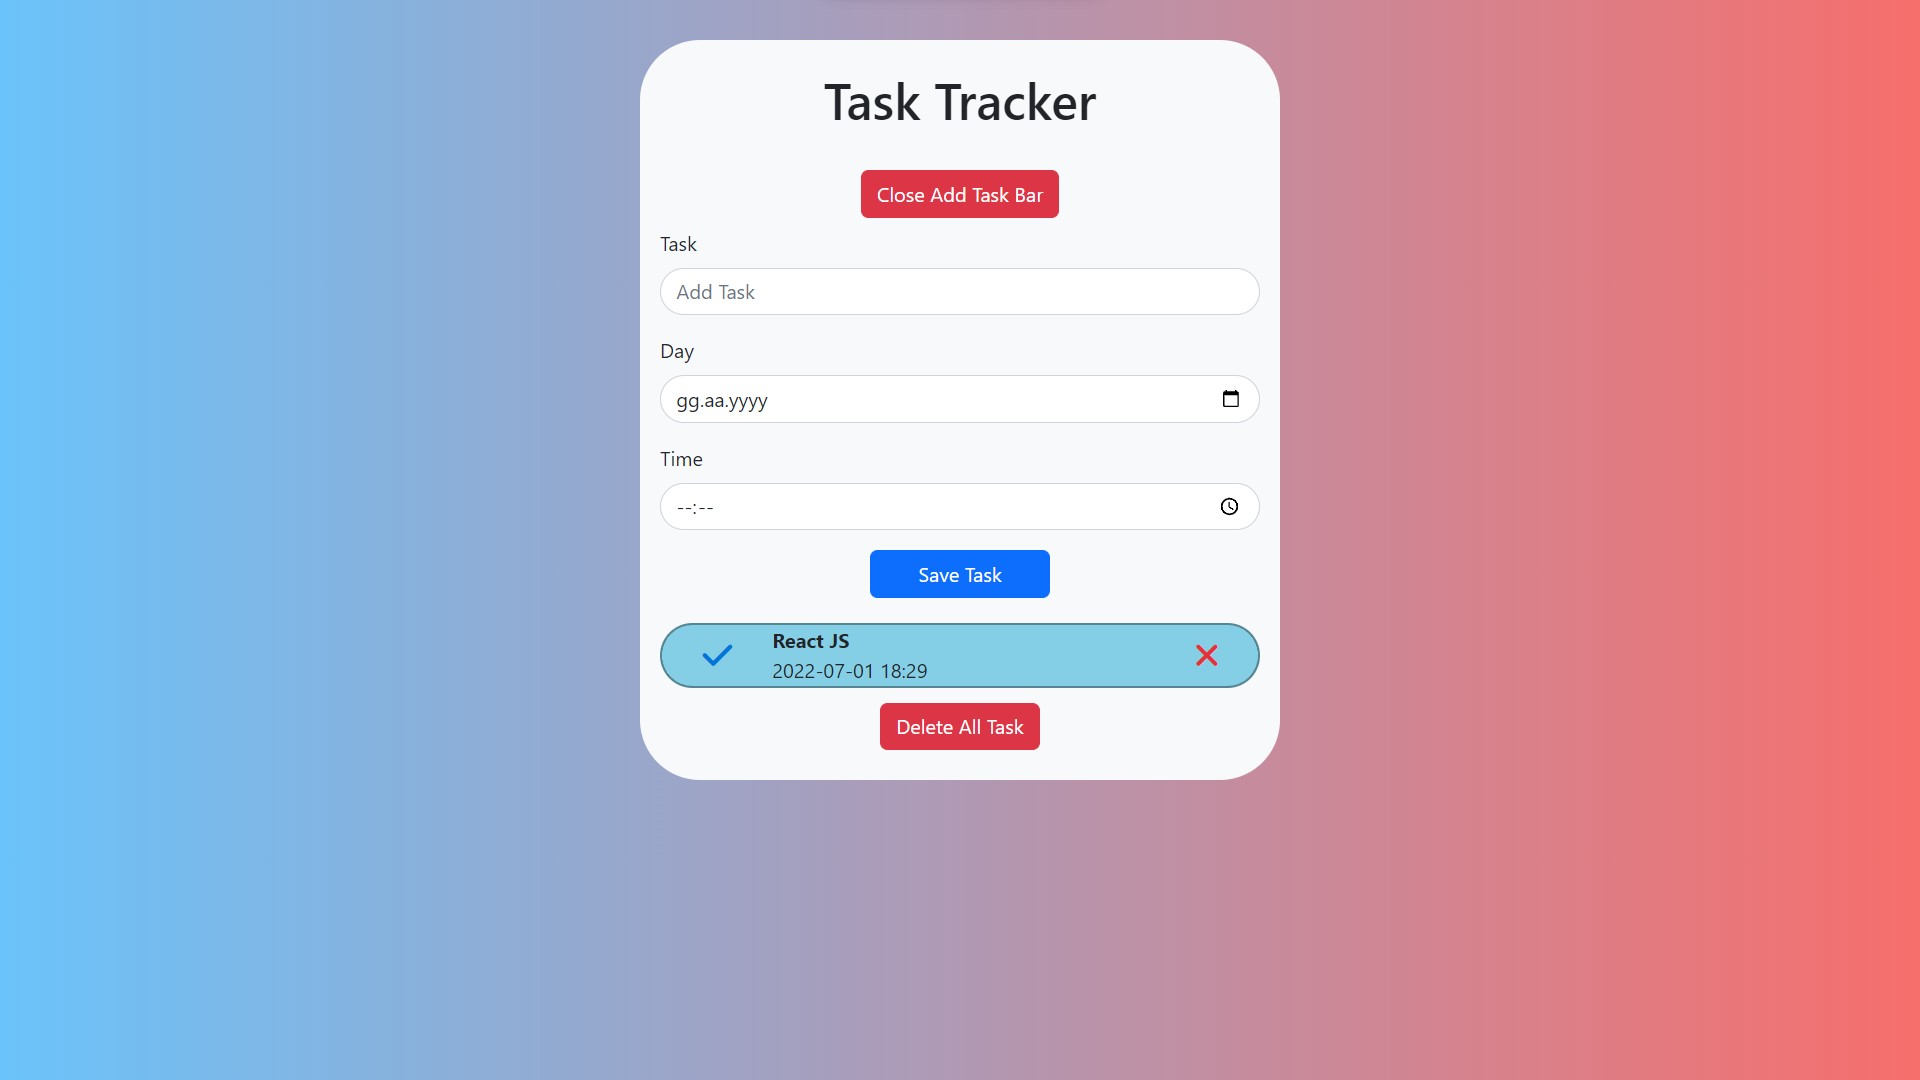 Task Tracker
Close Add Task Bar
Task
Add Task
Day
gg.aa.yyyy
Time
--:--
Save Task
React JS
2022-07-01 18:29
Delete All Task